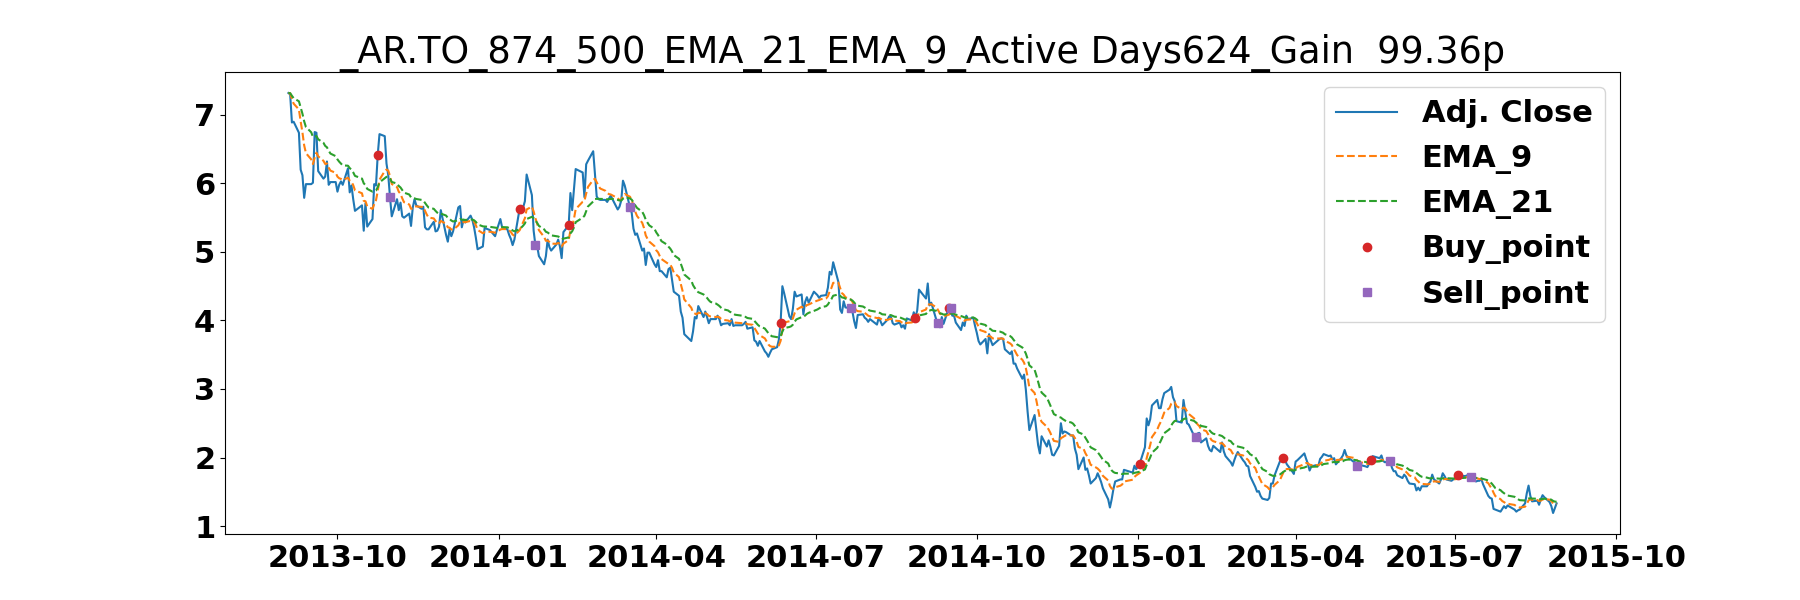 _AR.TO_874_500_EMA_21_EMA_9_Active Days624_Gain  99.36p
Adj. Close
EMA_9
EMA_21
Buy_point
Sell_point
7
6
5
4
3
2
1
2013-10 2014-01 2014-04 2014-07 2014-10 2015-01 2015-04 2015-07 2015-10